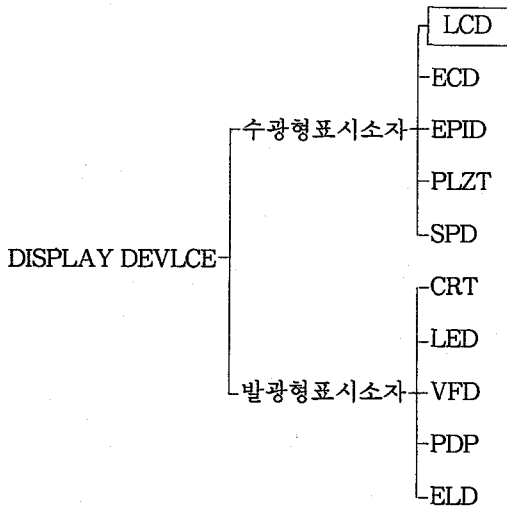 LCD
ECD
수광형표시소자 EPID
PLZT
SPD
DISPLAY DEVLCE
CRT
LED
발광형표시소자 VFD
PDP
ELD